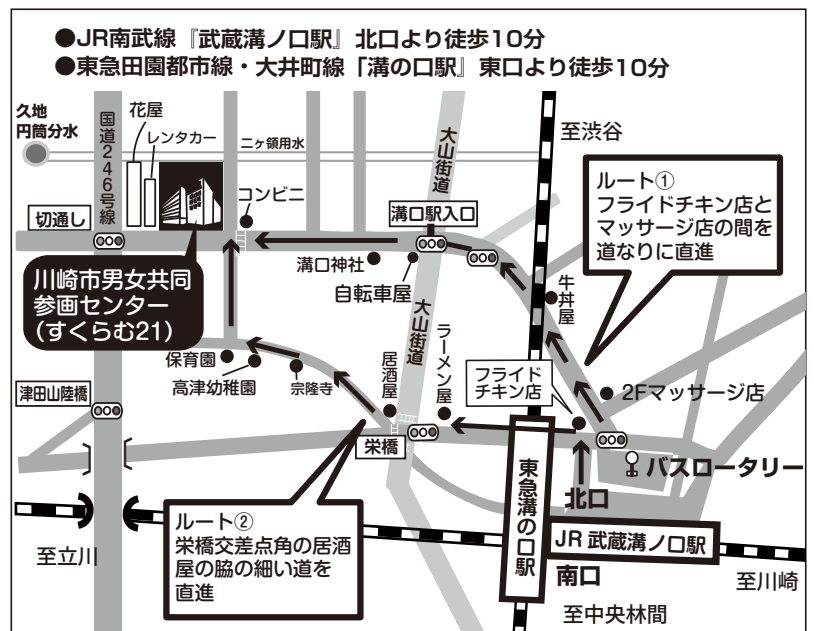 ●JR南武線『武蔵溝ノ口駅』北口より徒歩10分
●東急田園都市線・大井町線「溝の口駅』東口より徒歩10分
久地
円筒分水
国道246号線
花屋
レンタカー
二ヶ領用水
大山街道
至渋谷
コンビニ
切通し
溝口駅入口
ルート①
フライドチキン店と
マッサージ店の間を
道なりに直進
溝口神社
自転車屋
牛丼屋
川崎市男女共同
参画センター
(すくらむ21)
大山街道
ラーメン屋
居酒屋
保育園
高津幼稚園
宗隆寺
フライド
チキン店
2Fマッサージ店
津田山陸橋
栄橋
バスロータリー
北口
東急溝の口駅
JR 武蔵溝ノ口駅
南口
ルート②
栄橋交差点角の居酒
屋の脇の細い道を
直進
至立川
至川崎
至中央林間